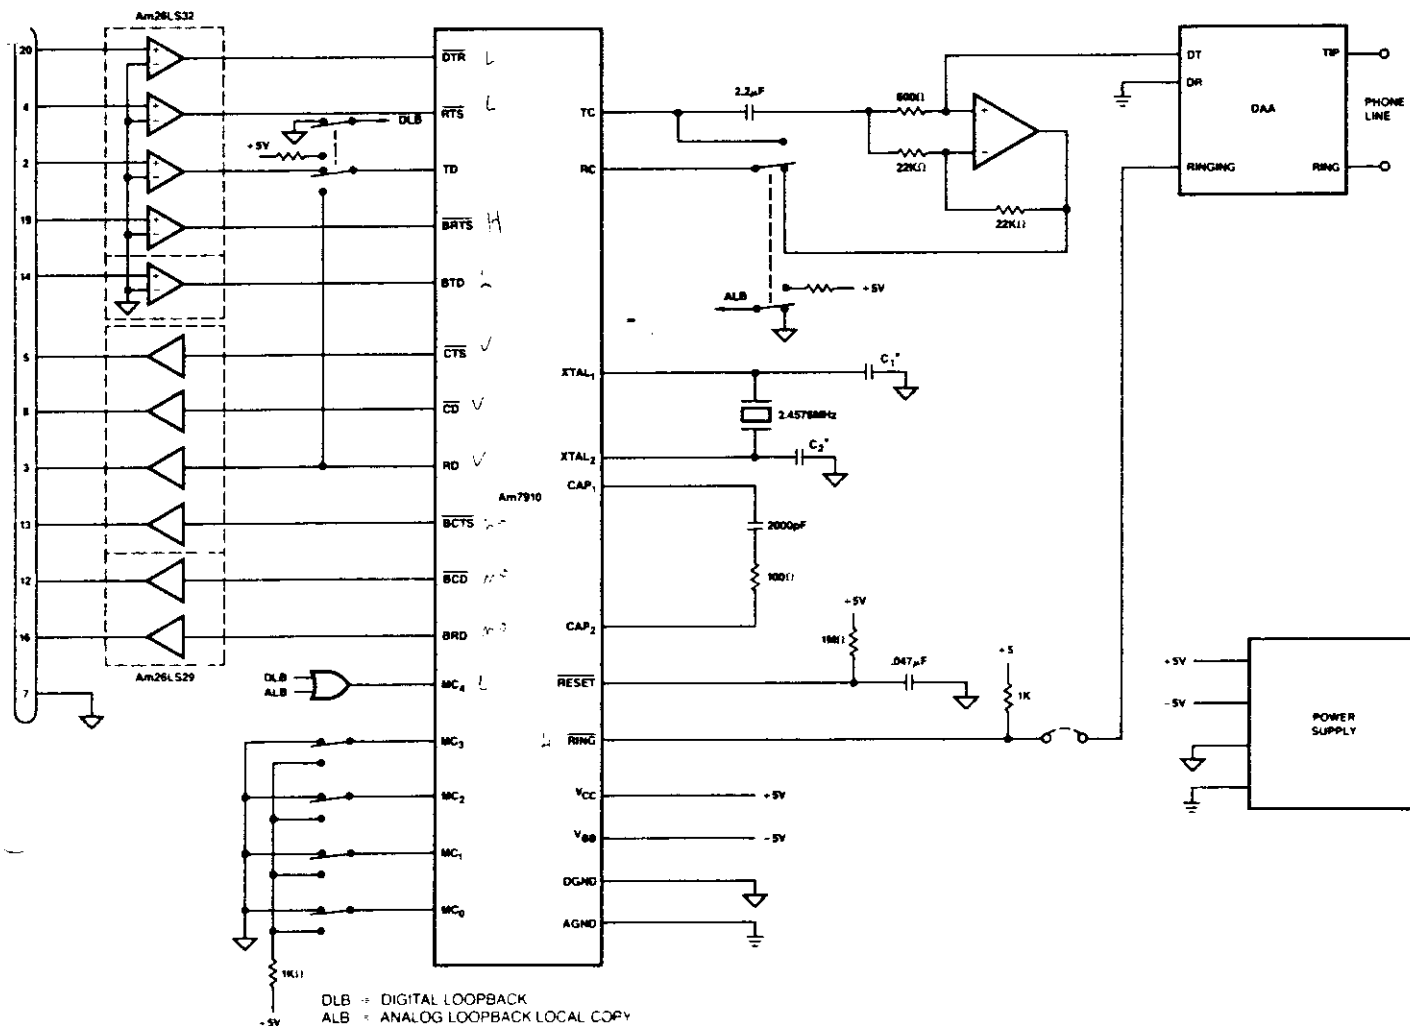 Am26LS32
20
4
2
19
14
5
8
3
13
12
16
7
Am26LS29
DTR L
RTS L
TD
BRTS H
BTD
CTS
CD
RD
BCTS
BCD
BRD
MC4 L
MC3
MC2
MC1
MC0
DLB
+5V
DLB
ALB
1KΩ
-5V
Am7910
TC
RC
XTAL1
XTAL2
CAP1
CAP2
RESET
RING
VCC
VBB
DGND
AGND
2.2µF
600Ω
22KΩ
22KΩ
+
−
ALB
+5V
C1*
2.4576MHz
C2*
2000pF
100Ω
+5V
1MΩ
.047µF
+5
1K
+5V
-5V
DT
DR
RINGING
DAA
TIP
RING
PHONE
LINE
+5V
-5V
POWER
SUPPLY
DLB = DIGITAL LOOPBACK
ALB = ANALOG LOOPBACK LOCAL COPY